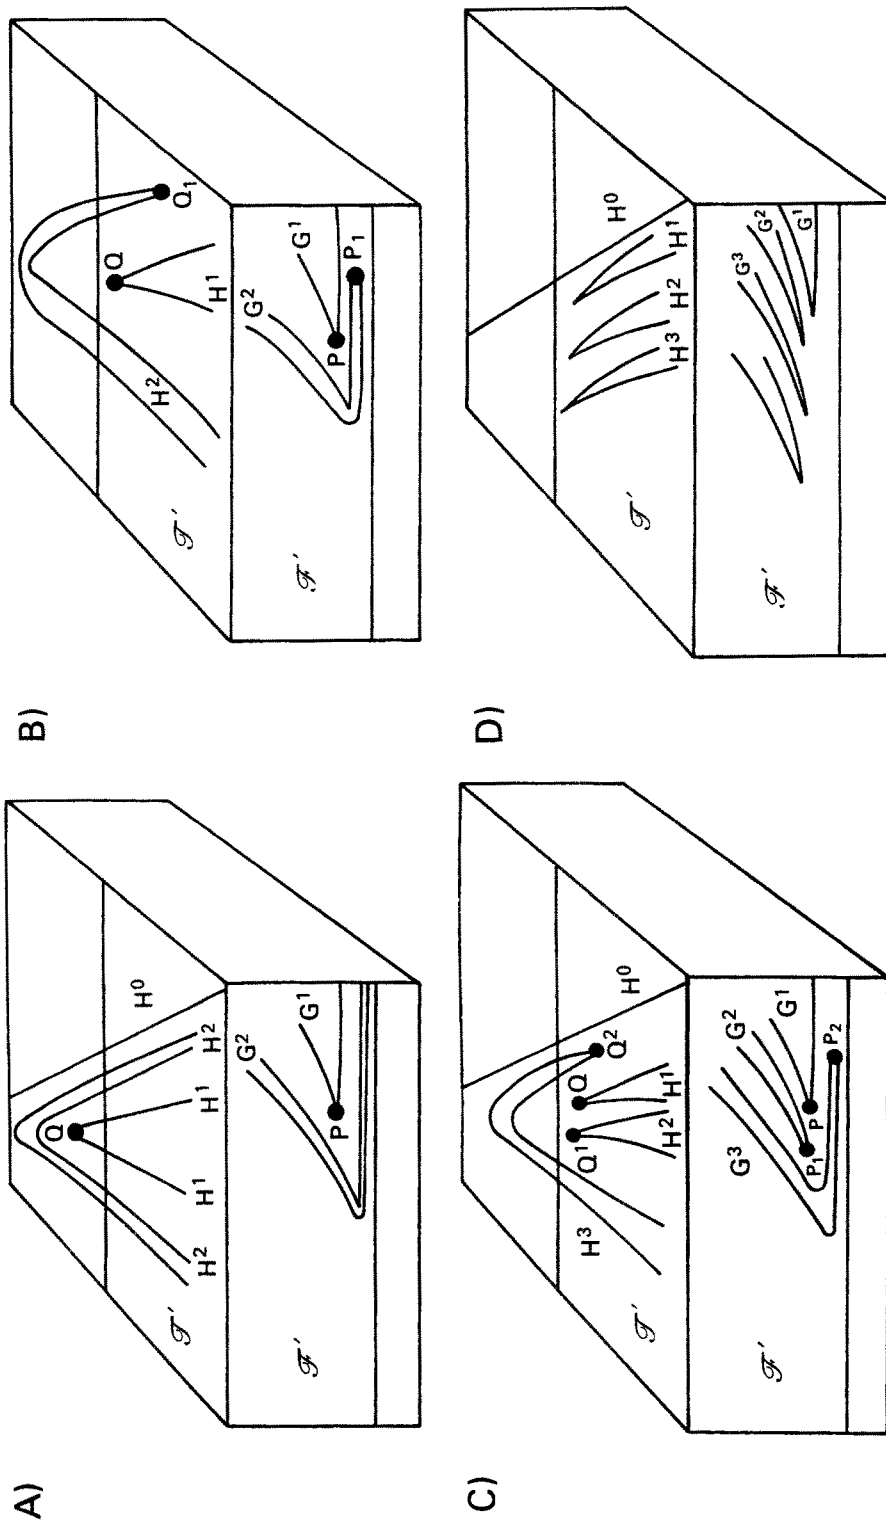 A)
Q
H⁰
H²
H¹
H¹
H²
𝒯′
G²
G¹
P
ℱ′
B)
Q
Q₁
H¹
H²
𝒯′
G²
G¹
P
P₁
ℱ′
C)
H⁰
Q²
Q
Q¹
H¹
H²
H³
𝒯′
G³
G²
G¹
P₁
P
P₂
ℱ′
D)
H⁰
H¹
H²
H³
𝒯′
G³
G²
G¹
ℱ′